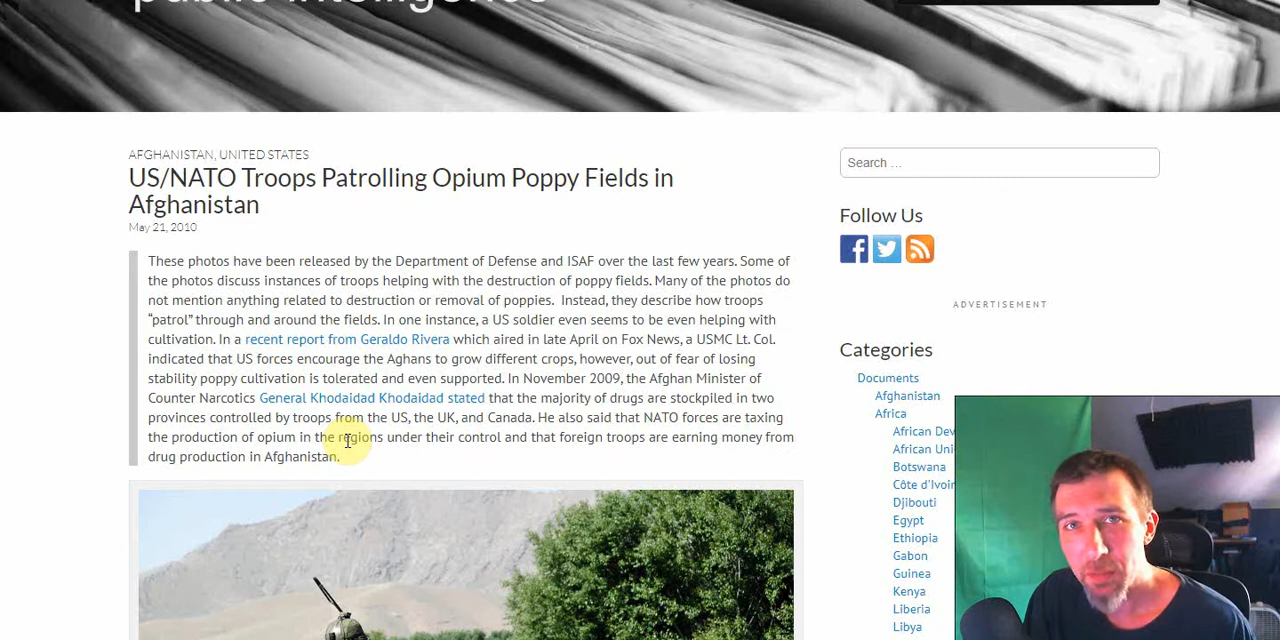 public intelligence
AFGHANISTAN, UNITED STATES
US/NATO Troops Patrolling Opium Poppy Fields in
Afghanistan
May 21, 2010
These photos have been released by the Department of Defense and ISAF over the last few years. Some of
the photos discuss instances of troops helping with the destruction of poppy fields. Many of the photos do
not mention anything related to destruction or removal of poppies. Instead, they describe how troops
“patrol” through and around the fields. In one instance, a US soldier even seems to be even helping with
cultivation. In a recent report from Geraldo Rivera which aired in late April on Fox News, a USMC Lt. Col.
indicated that US forces encourage the Aghans to grow different crops, however, out of fear of losing
stability poppy cultivation is tolerated and even supported. In November 2009, the Afghan Minister of
Counter Narcotics General Khodaidad Khodaidad stated that the majority of drugs are stockpiled in two
provinces controlled by troops from the US, the UK, and Canada. He also said that NATO forces are taxing
the production of opium in the regions under their control and that foreign troops are earning money from
drug production in Afghanistan.
Search ...
Follow Us
ADVERTISEMENT
Categories
Documents
Afghanistan
Africa
African Dev
African Uni
Botswana
Côte d'Ivoir
Djibouti
Egypt
Ethiopia
Gabon
Guinea
Kenya
Liberia
Libya